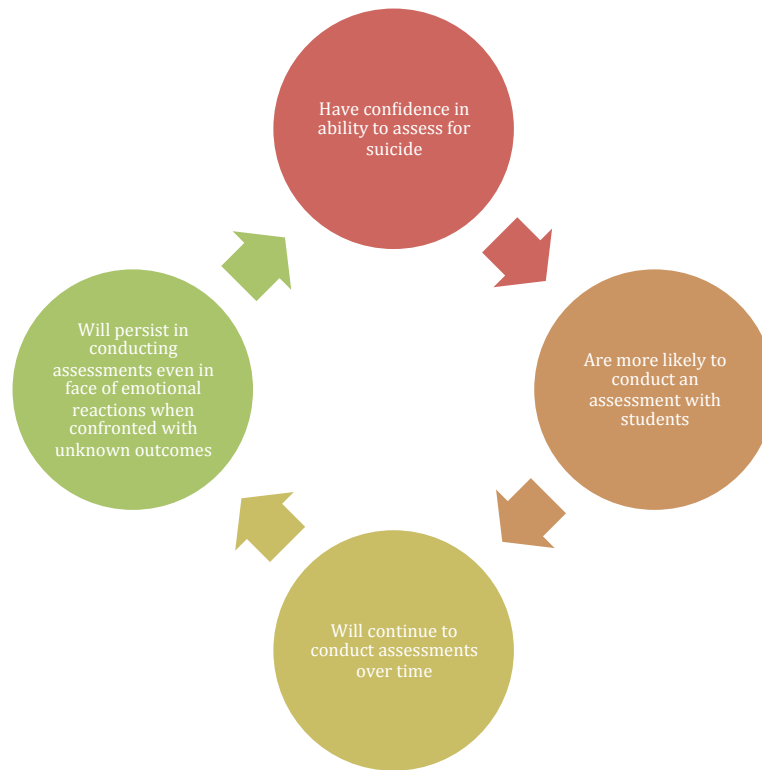 Have confidence in
ability to assess for
suicide
Are more likely to
conduct an
assessment with
students
Will continue to
conduct assessments
over time
Will persist in
conducting
assessments even in
face of emotional
reactions when
confronted with
unknown outcomes